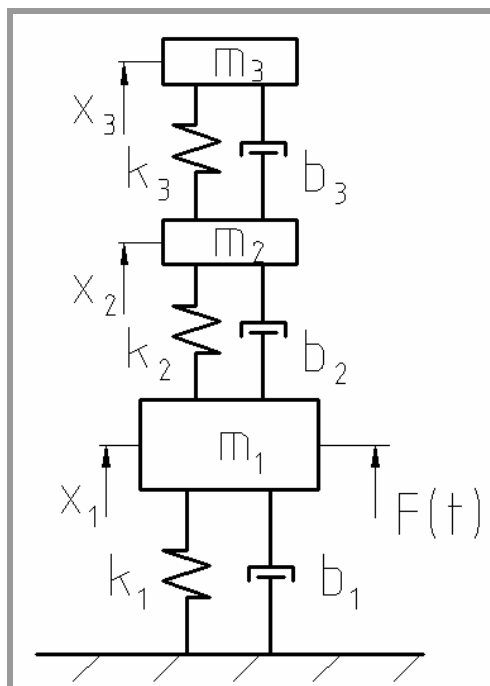 m₃
x₃
k₃ b₃
m₂
x₂
k₂ b₂
m₁
x₁ F(t)
k₁ b₁